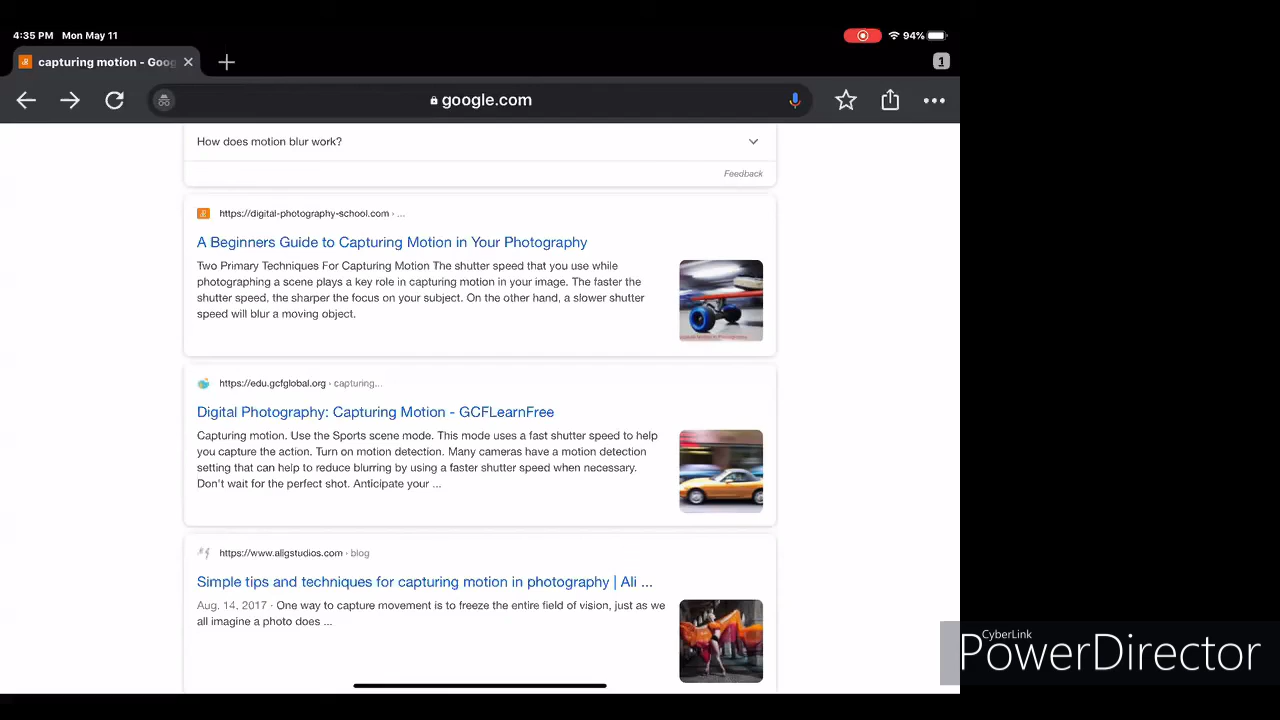 4:35 PM Mon May 11
94%
capturing motion - Goog
1
google.com
How does motion blur work?
Feedback
https://digital-photography-school.com › ...
A Beginners Guide to Capturing Motion in Your Photography
Two Primary Techniques For Capturing Motion The shutter speed that you use while
photographing a scene plays a key role in capturing motion in your image. The faster the
shutter speed, the sharper the focus on your subject. On the other hand, a slower shutter
speed will blur a moving object.
https://edu.gcfglobal.org › capturing...
Digital Photography: Capturing Motion - GCFLearnFree
Capturing motion. Use the Sports scene mode. This mode uses a fast shutter speed to help
you capture the action. Turn on motion detection. Many cameras have a motion detection
setting that can help to reduce blurring by using a faster shutter speed when necessary.
Don't wait for the perfect shot. Anticipate your ...
https://www.aligstudios.com › blog
Simple tips and techniques for capturing motion in photography | Ali ...
Aug. 14, 2017 · One way to capture movement is to freeze the entire field of vision, just as we
all imagine a photo does ...
CyberLink
PowerDirector